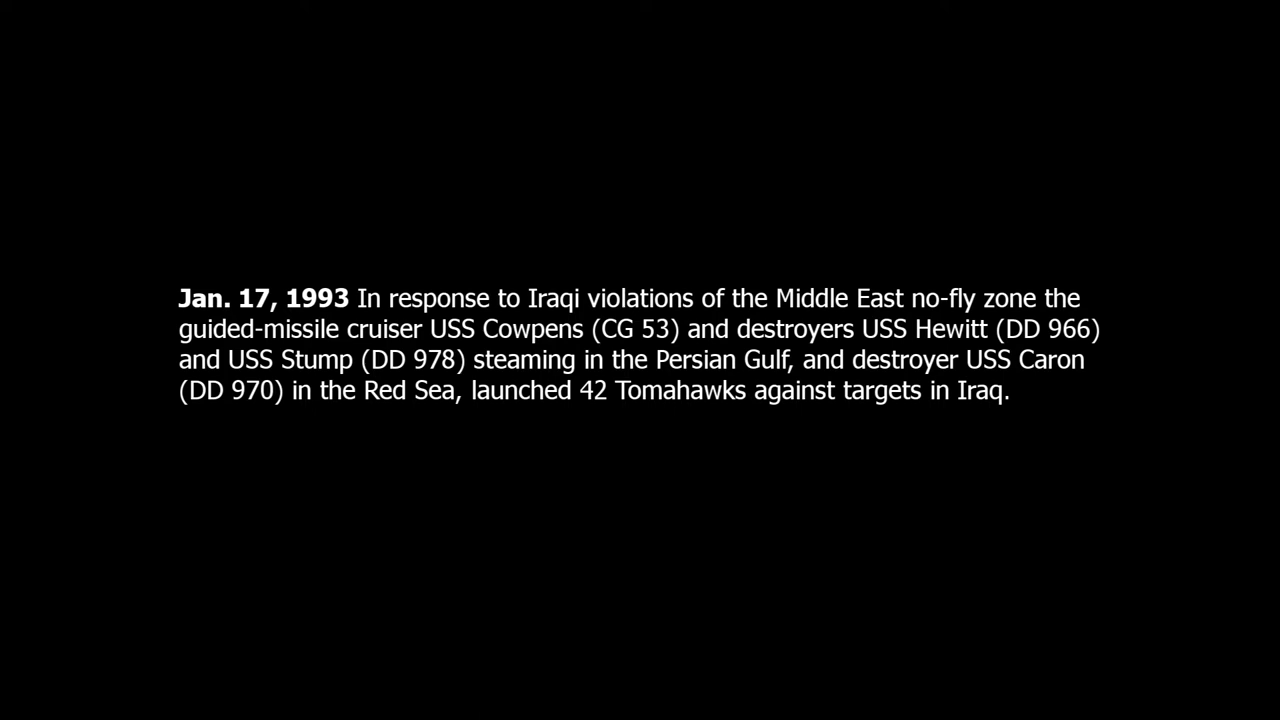 Jan. 17, 1993 In response to Iraqi violations of the Middle East no-fly zone the
guided-missile cruiser USS Cowpens (CG 53) and destroyers USS Hewitt (DD 966)
and USS Stump (DD 978) steaming in the Persian Gulf, and destroyer USS Caron
(DD 970) in the Red Sea, launched 42 Tomahawks against targets in Iraq.